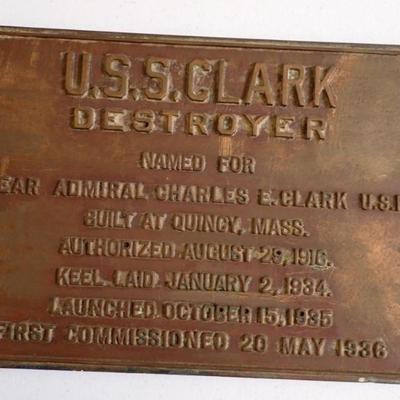 U.S.S. CLARK
DESTROYER
NAMED FOR
EAR ADMIRAL CHARLES E. CLARK U.S.
BUILT AT QUINCY, MASS.
AUTHORIZED AUGUST 29, 1916.
KEEL LAID JANUARY 2, 1934.
LAUNCHED OCTOBER 15, 1935
FIRST COMMISSIONED 20 MAY 1936